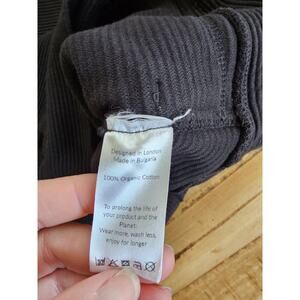 Designed in London
Made in Bulgaria
100% Organic Cotton
To prolong the life of
your product and the
Planet:
Wear more, wash less,
enjoy for longer